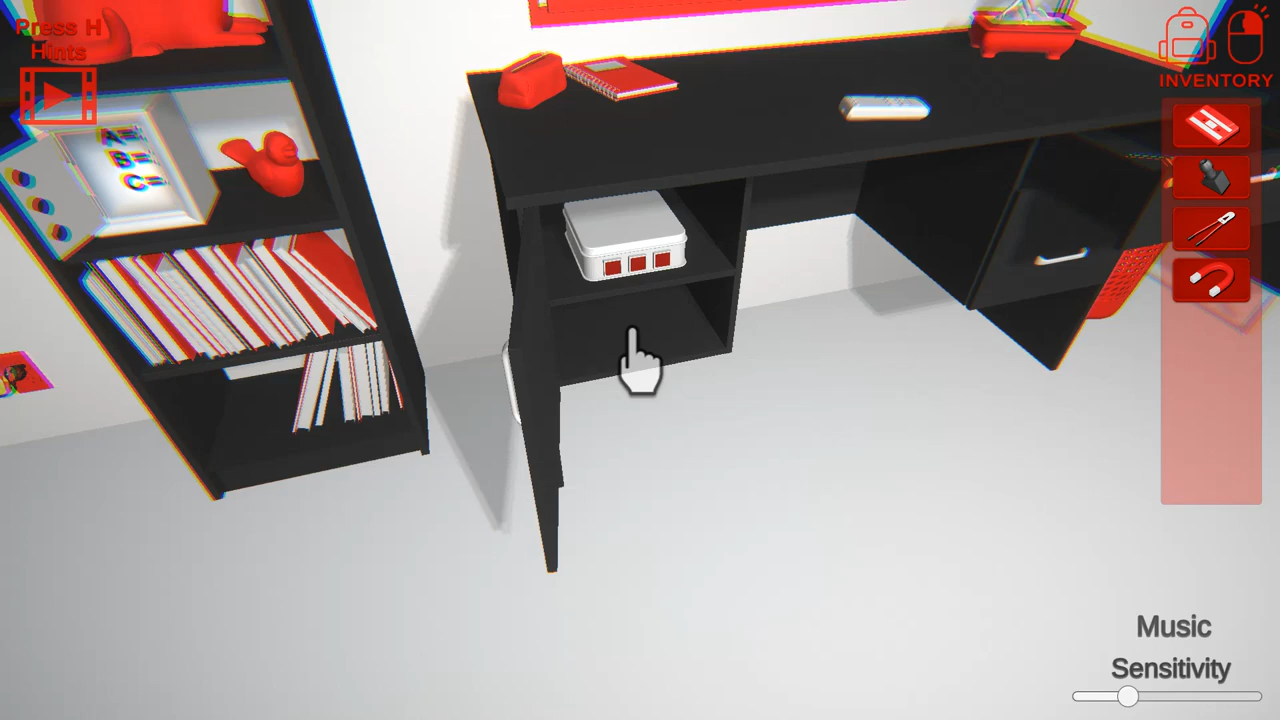 Press H
Hints
A=
B=
C=
INVENTORY
Music
Sensitivity